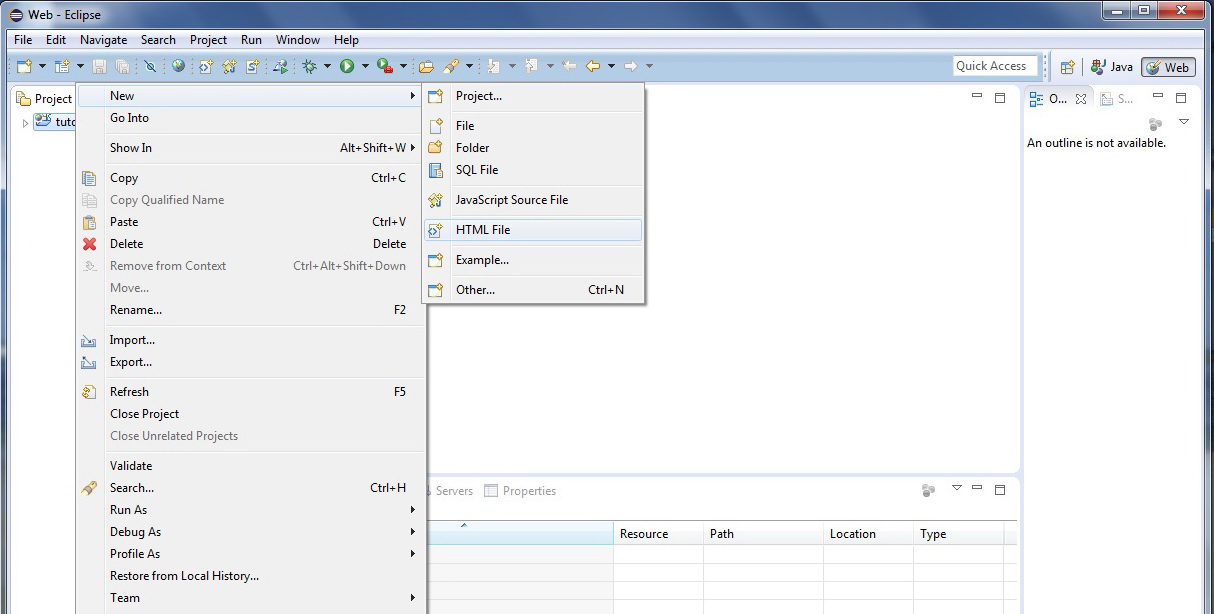 Web - Eclipse
File Edit Navigate Search Project Run Window Help
Quick Access Java Web
Project
New
Go Into
Show In Alt+Shift+W
Copy Ctrl+C
Copy Qualified Name
Paste Ctrl+V
Delete Delete
Remove from Context Ctrl+Alt+Shift+Down
Move...
Rename... F2
Import...
Export...
Refresh F5
Close Project
Close Unrelated Projects
Validate
Search... Ctrl+H
Run As
Debug As
Profile As
Restore from Local History...
Team
Project...
File
Folder
SQL File
JavaScript Source File
HTML File
Example...
Other... Ctrl+N
tuto
O... S...
An outline is not available.
Servers Properties
Resource Path Location Type